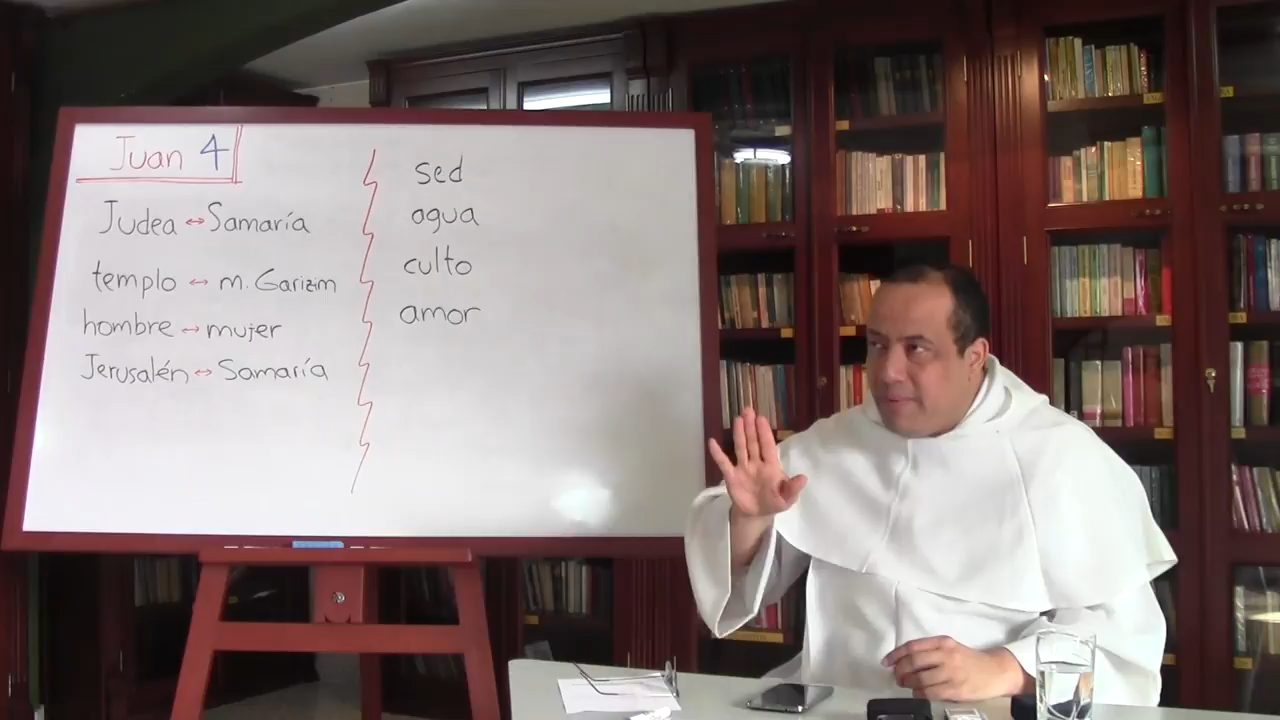 Juan 4
Judea ↔ Samaría
templo ↔ m. Garizim
hombre ↔ mujer
Jerusalén ↔ Samaría
sed
agua
culto
amor